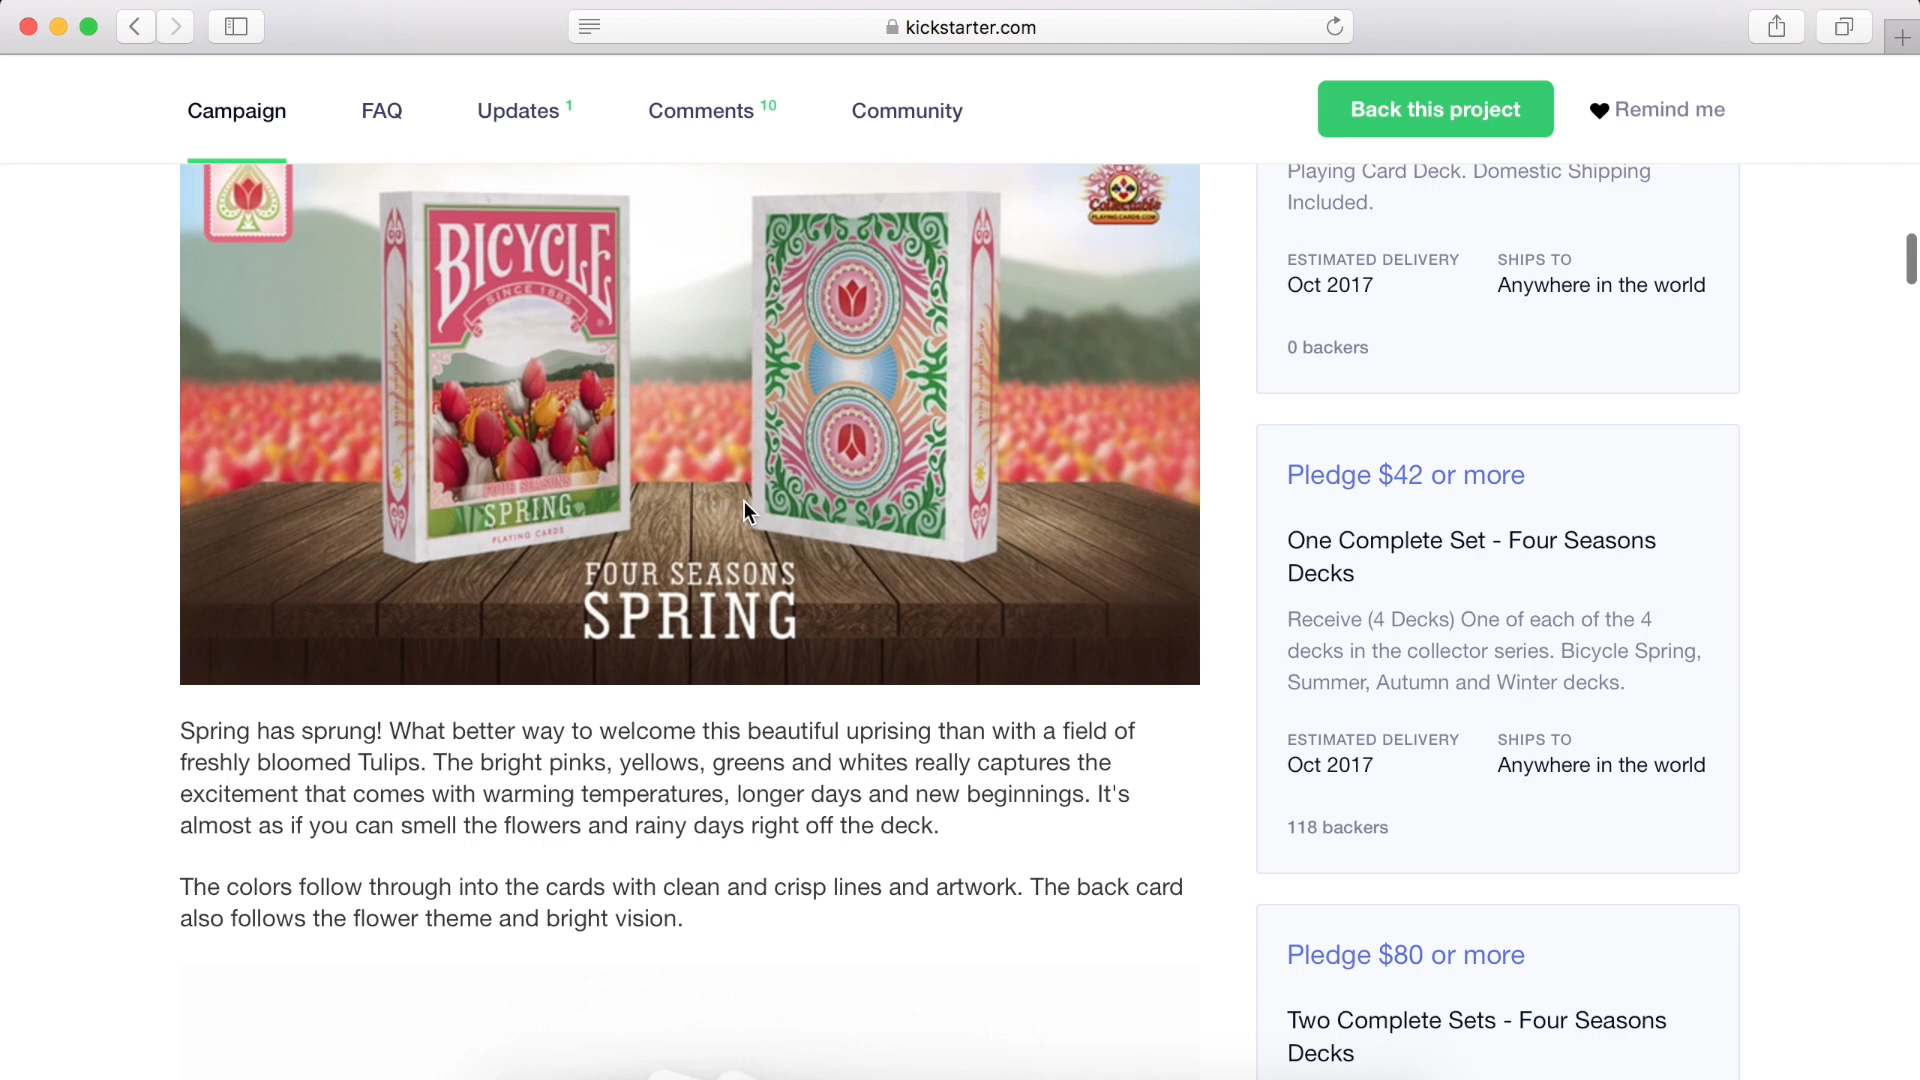 kickstarter.com
Campaign
FAQ
Updates 1
Comments 10
Community
Back this project
Remind me
BICYCLE
SINCE 1885
FOUR SEASONS
SPRING
PLAYING CARDS
PLAYINGCARDS.COM
FOUR SEASONS
SPRING
Spring has sprung! What better way to welcome this beautiful uprising than with a field of
freshly bloomed Tulips. The bright pinks, yellows, greens and whites really captures the
excitement that comes with warming temperatures, longer days and new beginnings. It's
almost as if you can smell the flowers and rainy days right off the deck.
The colors follow through into the cards with clean and crisp lines and artwork. The back card
also follows the flower theme and bright vision.
Playing Card Deck. Domestic Shipping
Included.
ESTIMATED DELIVERY
Oct 2017
SHIPS TO
Anywhere in the world
0 backers
Pledge $42 or more
One Complete Set - Four Seasons
Decks
Receive (4 Decks) One of each of the 4
decks in the collector series. Bicycle Spring,
Summer, Autumn and Winter decks.
ESTIMATED DELIVERY
Oct 2017
SHIPS TO
Anywhere in the world
118 backers
Pledge $80 or more
Two Complete Sets - Four Seasons
Decks